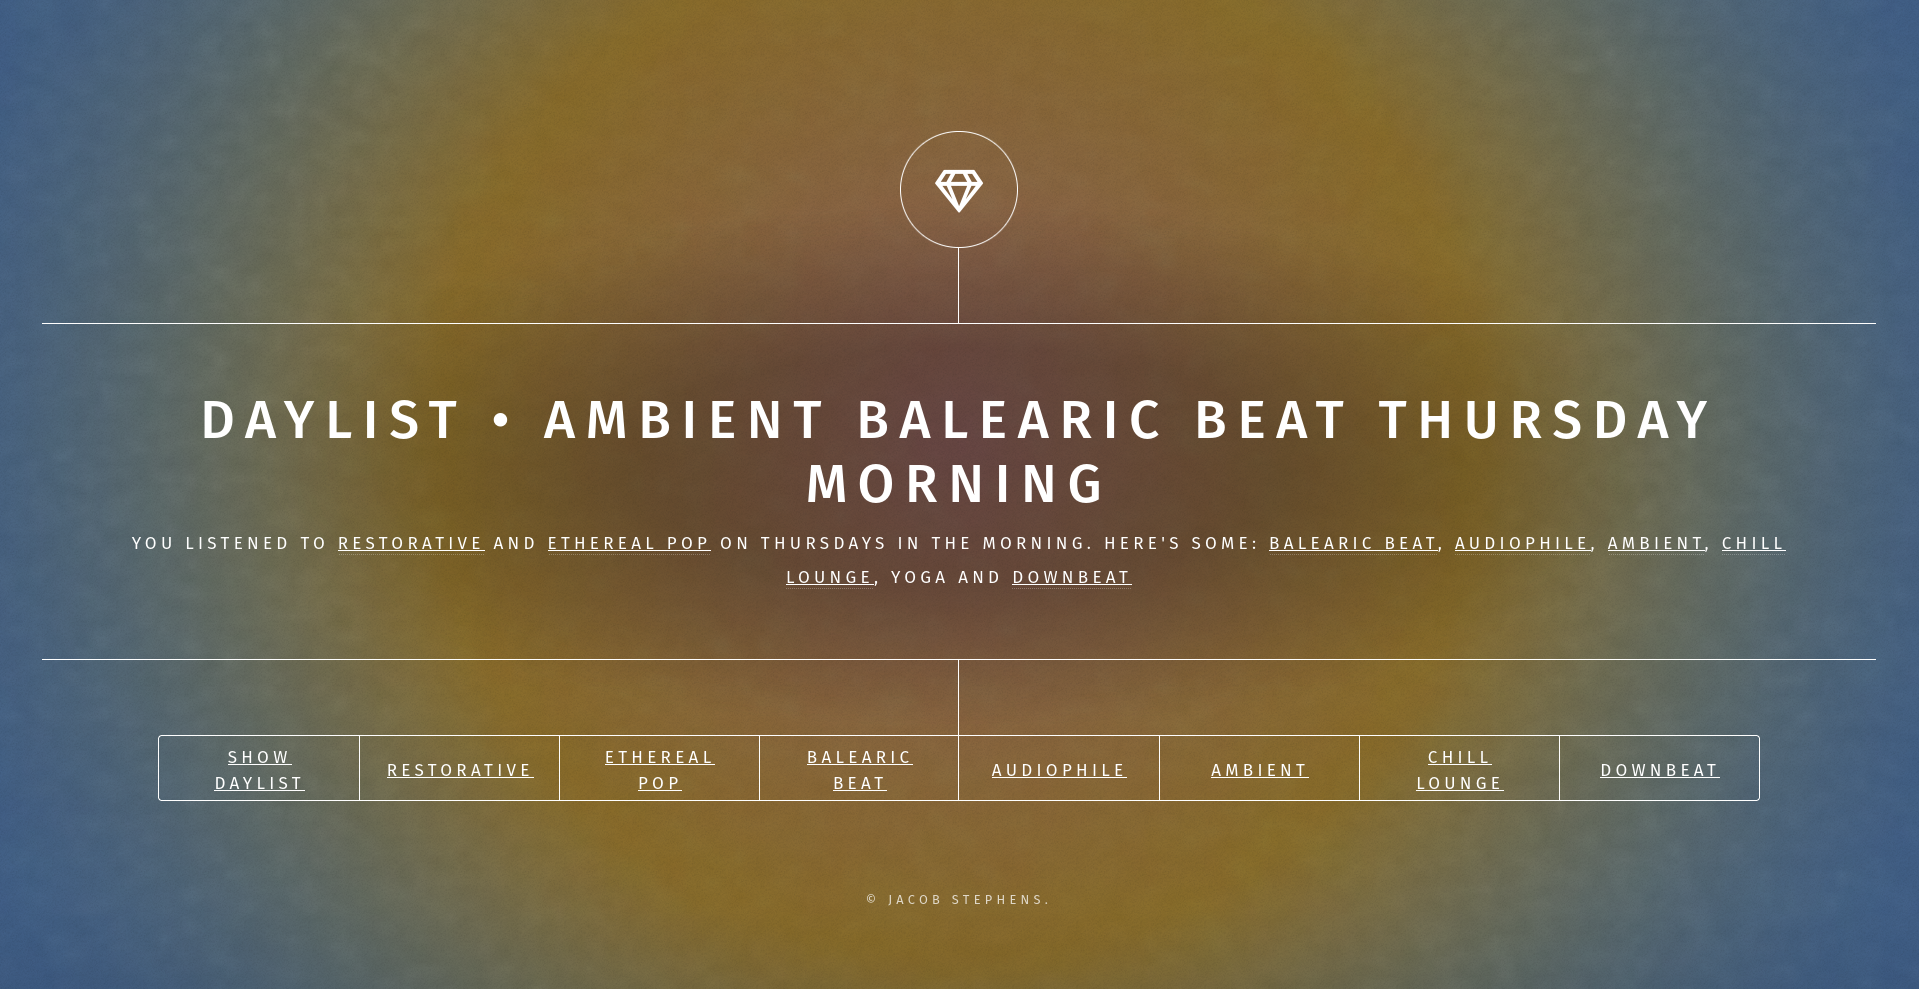 DAYLIST • AMBIENT BALEARIC BEAT THURSDAY
MORNING
YOU LISTENED TO RESTORATIVE AND ETHEREAL POP ON THURSDAYS IN THE MORNING. HERE'S SOME: BALEARIC BEAT, AUDIOPHILE, AMBIENT, CHILL
LOUNGE, YOGA AND DOWNBEAT
SHOW
DAYLIST
RESTORATIVE
ETHEREAL
POP
BALEARIC
BEAT
AUDIOPHILE
AMBIENT
CHILL
LOUNGE
DOWNBEAT
© JACOB STEPHENS.